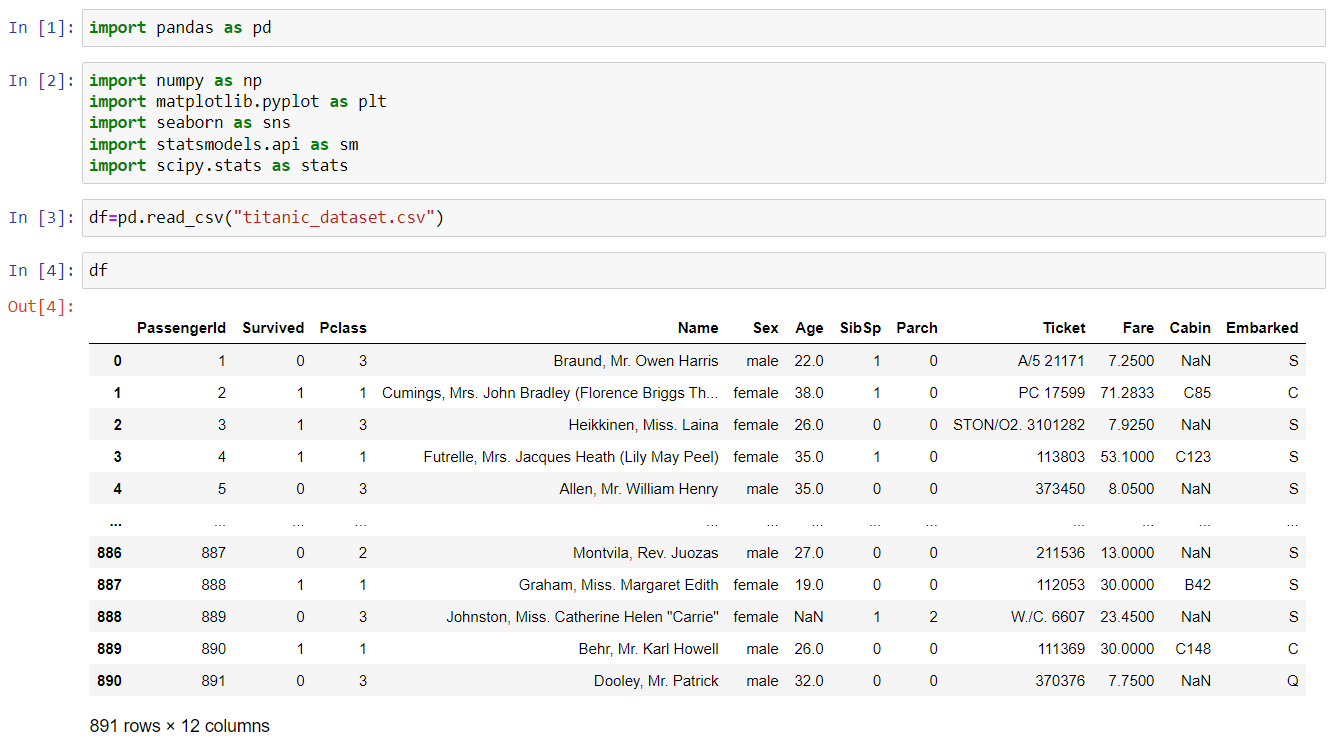 In [1]: import pandas as pd
In [2]: import numpy as np
import matplotlib.pyplot as plt
import seaborn as sns
import statsmodels.api as sm
import scipy.stats as stats
In [3]: df=pd.read_csv("titanic_dataset.csv")
In [4]: df
Out[4]:
PassengerId Survived Pclass Name Sex Age SibSp Parch Ticket Fare Cabin Embarked
0 1 0 3 Braund, Mr. Owen Harris male 22.0 1 0 A/5 21171 7.2500 NaN S
1 2 1 1 Cumings, Mrs. John Bradley (Florence Briggs Th... female 38.0 1 0 PC 17599 71.2833 C85 C
2 3 1 3 Heikkinen, Miss. Laina female 26.0 0 0 STON/O2. 3101282 7.9250 NaN S
3 4 1 1 Futrelle, Mrs. Jacques Heath (Lily May Peel) female 35.0 1 0 113803 53.1000 C123 S
4 5 0 3 Allen, Mr. William Henry male 35.0 0 0 373450 8.0500 NaN S
... ... ... ... ... ... ... ... ... ... ... ... ...
886 887 0 2 Montvila, Rev. Juozas male 27.0 0 0 211536 13.0000 NaN S
887 888 1 1 Graham, Miss. Margaret Edith female 19.0 0 0 112053 30.0000 B42 S
888 889 0 3 Johnston, Miss. Catherine Helen "Carrie" female NaN 1 2 W./C. 6607 23.4500 NaN S
889 890 1 1 Behr, Mr. Karl Howell male 26.0 0 0 111369 30.0000 C148 C
890 891 0 3 Dooley, Mr. Patrick male 32.0 0 0 370376 7.7500 NaN Q
891 rows × 12 columns